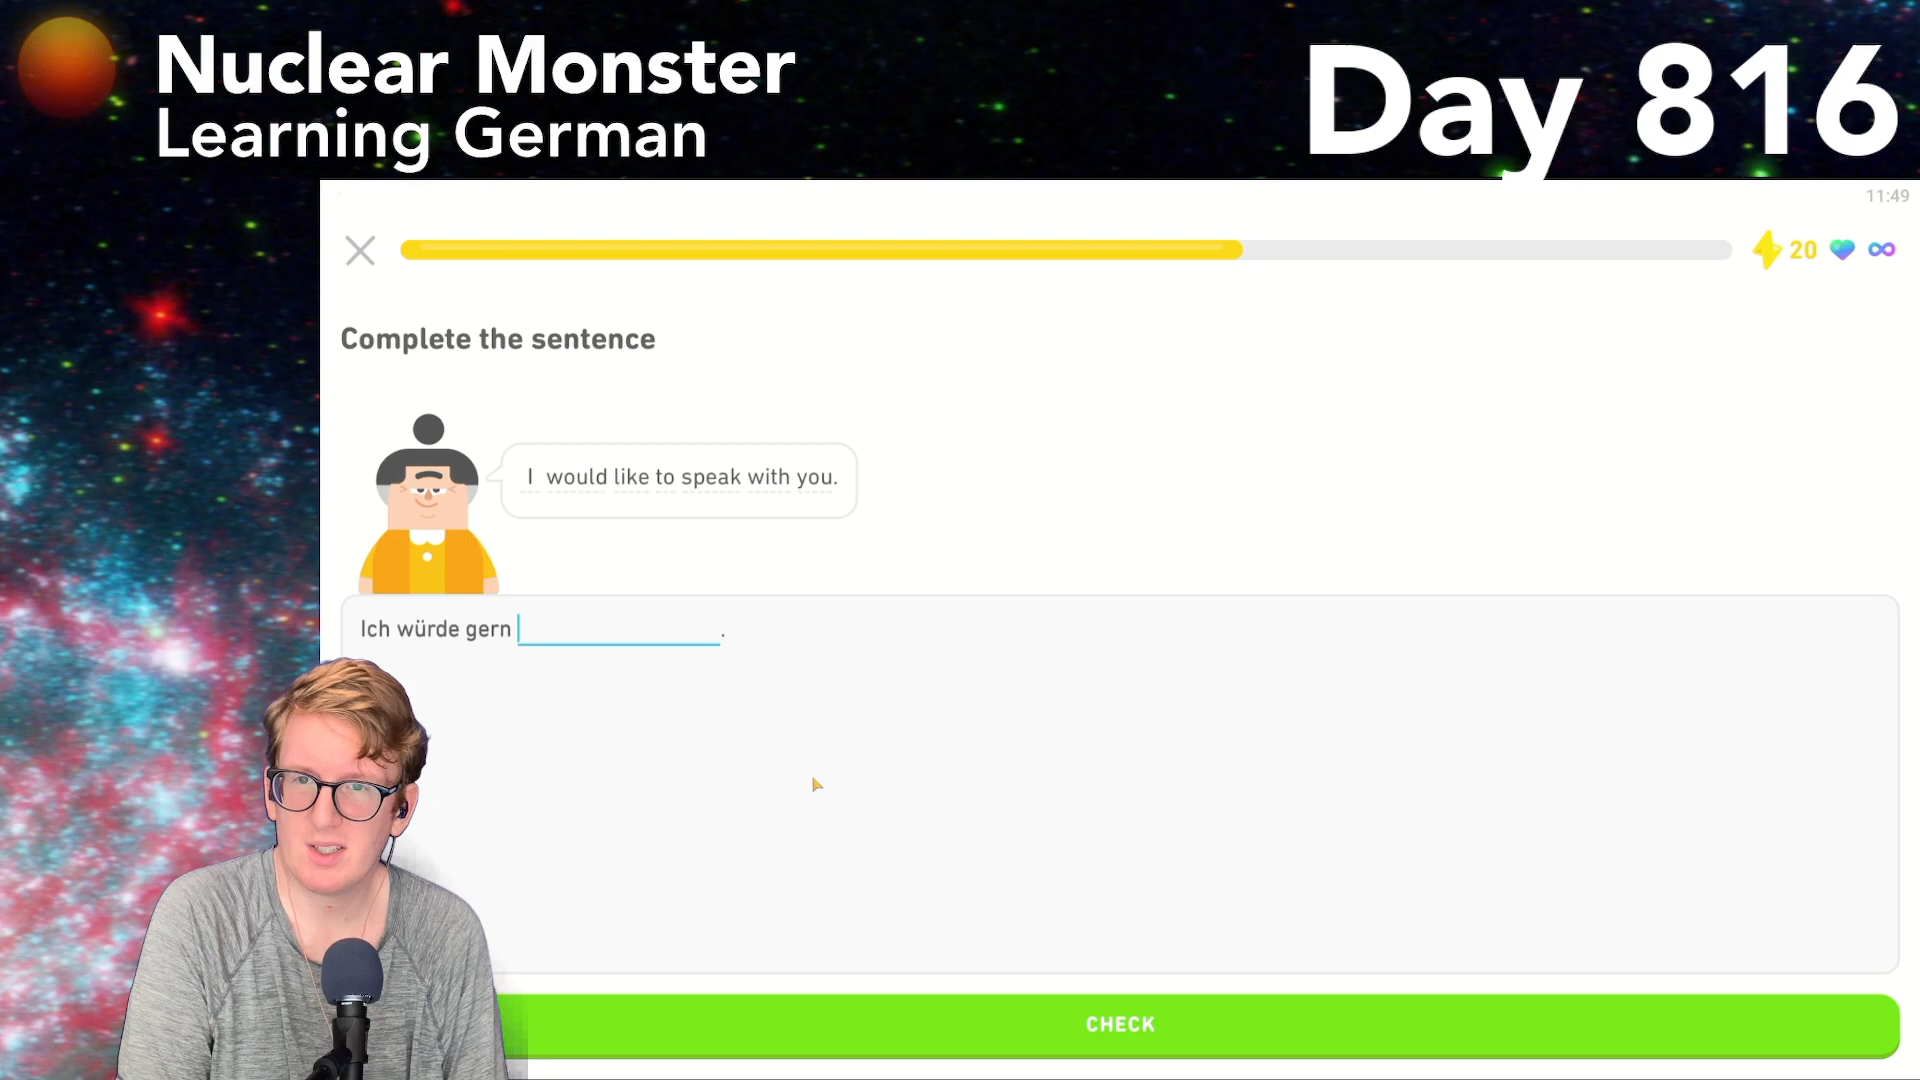 Nuclear Monster
Learning German
Day 816
11:49
20
Complete the sentence
I would like to speak with you.
Ich würde gern .
CHECK